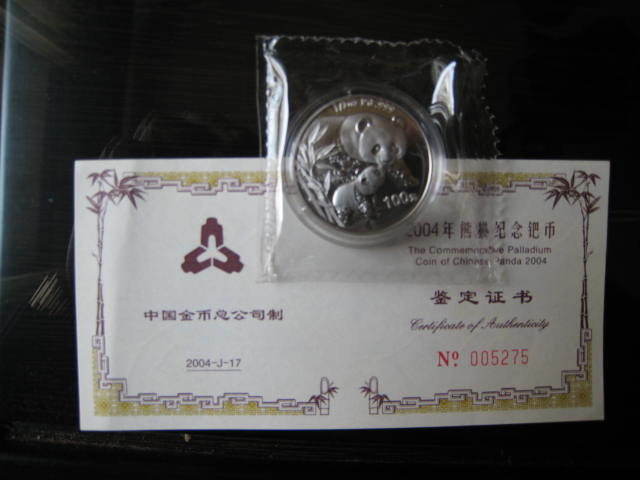 1/2oz Pd .999
100元
2004年熊猫纪念钯币
The Commemorative Palladium
Coin of Chinese Panda 2004
中国金币总公司制
鉴定证书
Certificate of Authenticity
2004-J-17
Nº 005275